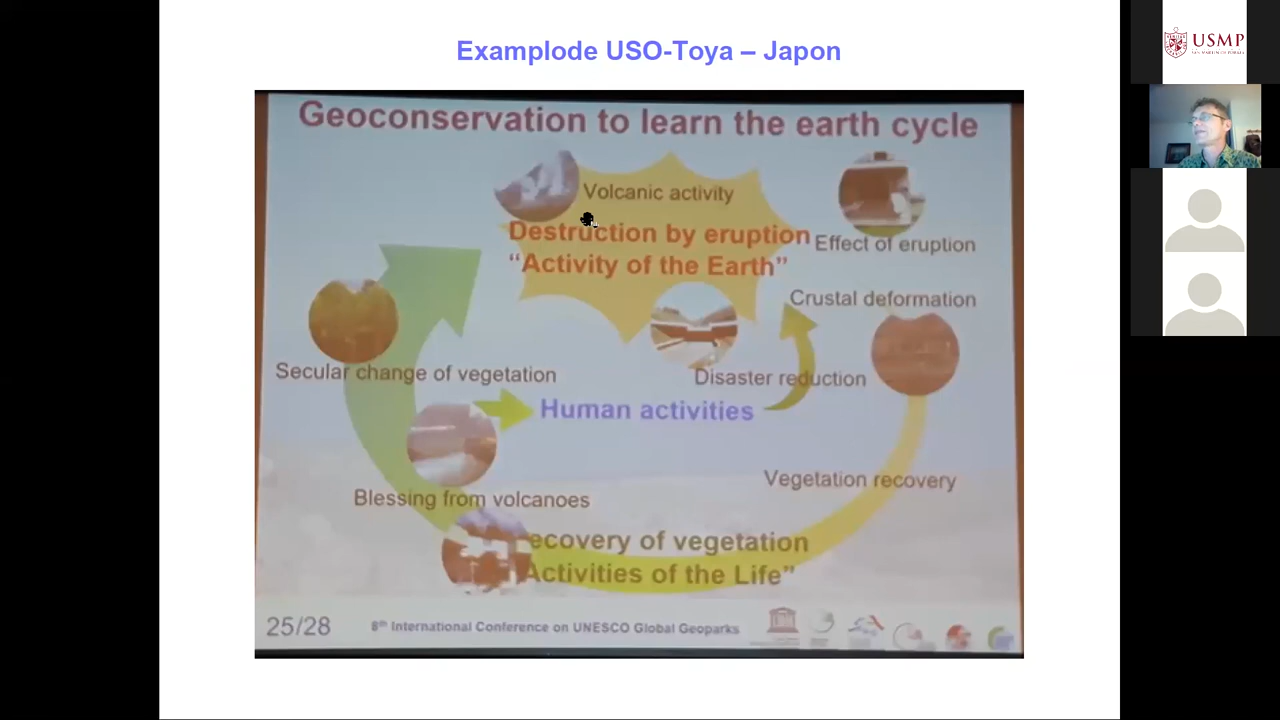 Examplode USO-Toya – Japon
USMP
Geoconservation to learn the earth cycle
Volcanic activity
Destruction by eruption
“Activity of the Earth”
Effect of eruption
Crustal deformation
Secular change of vegetation
Disaster reduction
Human activities
Vegetation recovery
Blessing from volcanoes
ecovery of vegetation
Activities of the Life”
25/28
8th International Conference on UNESCO Global Geoparks